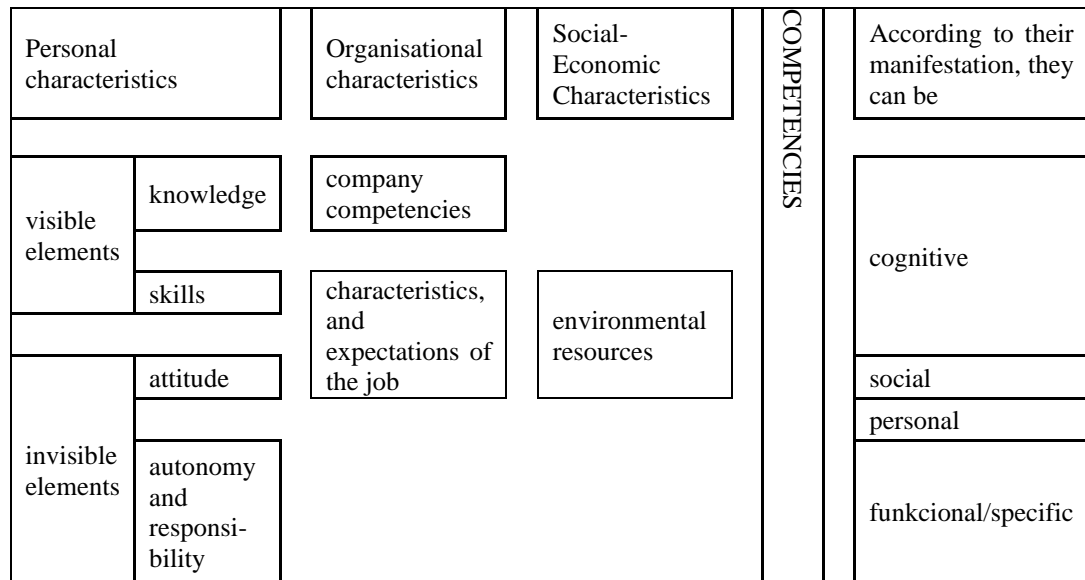 Personal
characteristics
Organisational
characteristics
Social-
Economic
Characteristics
COMPETENCIES
According to their
manifestation, they
can be
visible
elements
knowledge
skills
company
competencies
characteristics,
and
expectations of
the job
environmental
resources
cognitive
invisible
elements
attitude
autonomy
and
responsi-
bility
social
personal
funkcional/specific